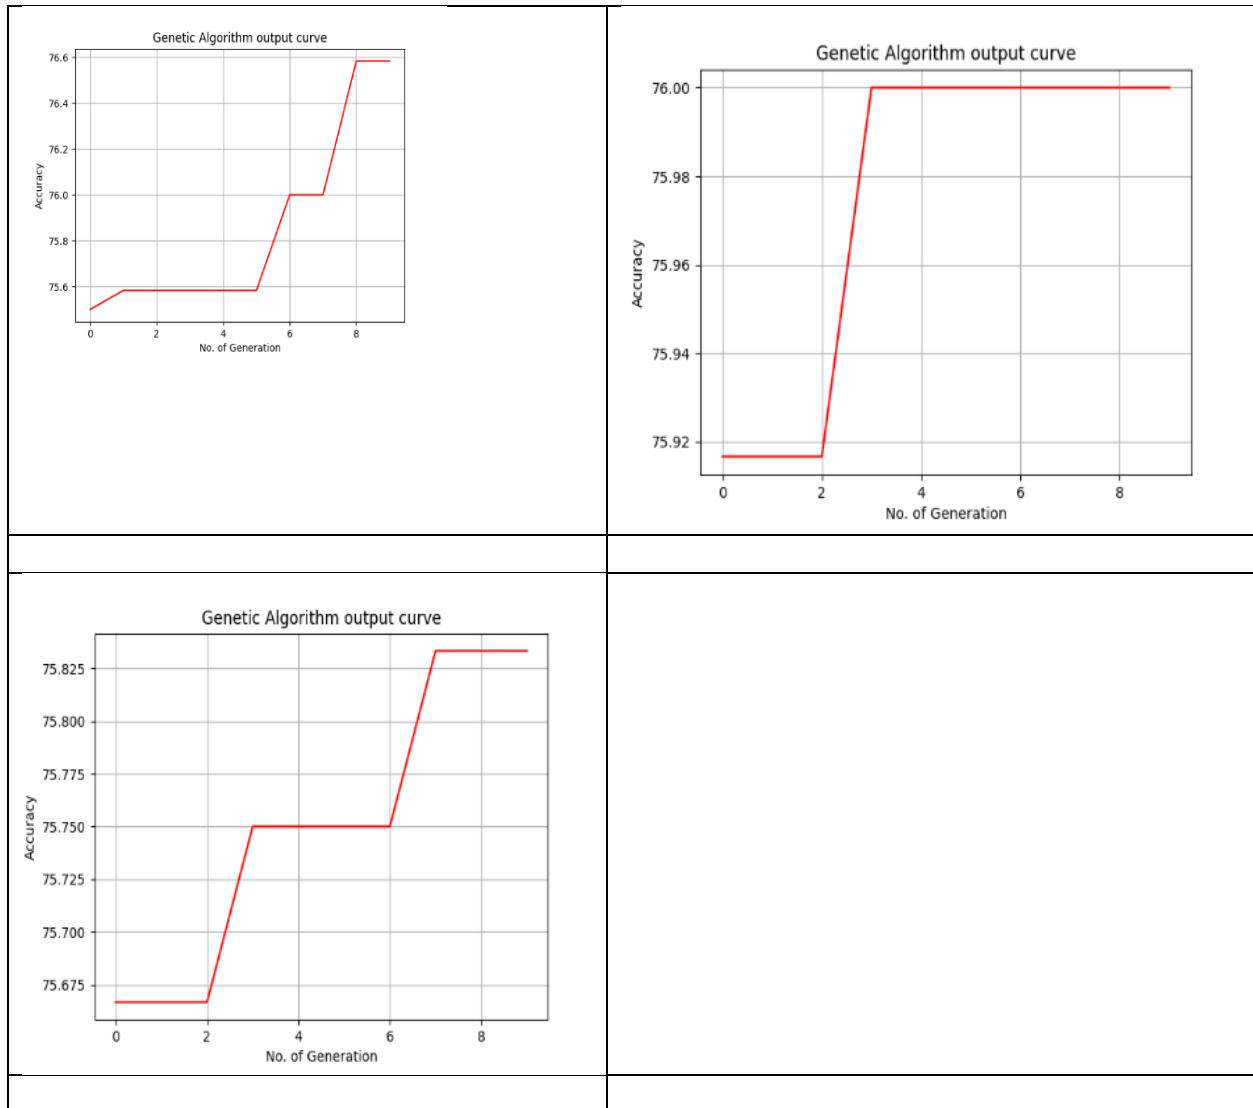 Genetic Algorithm output curve
76.6
76.4
76.2
76.0
75.8
75.6
Accuracy
0 2 4 6 8
No. of Generation
Genetic Algorithm output curve
76.00
75.98
75.96
75.94
75.92
Accuracy
0 2 4 6 8
No. of Generation
Genetic Algorithm output curve
75.825
75.800
75.775
75.750
75.725
75.700
75.675
Accuracy
0 2 4 6 8
No. of Generation